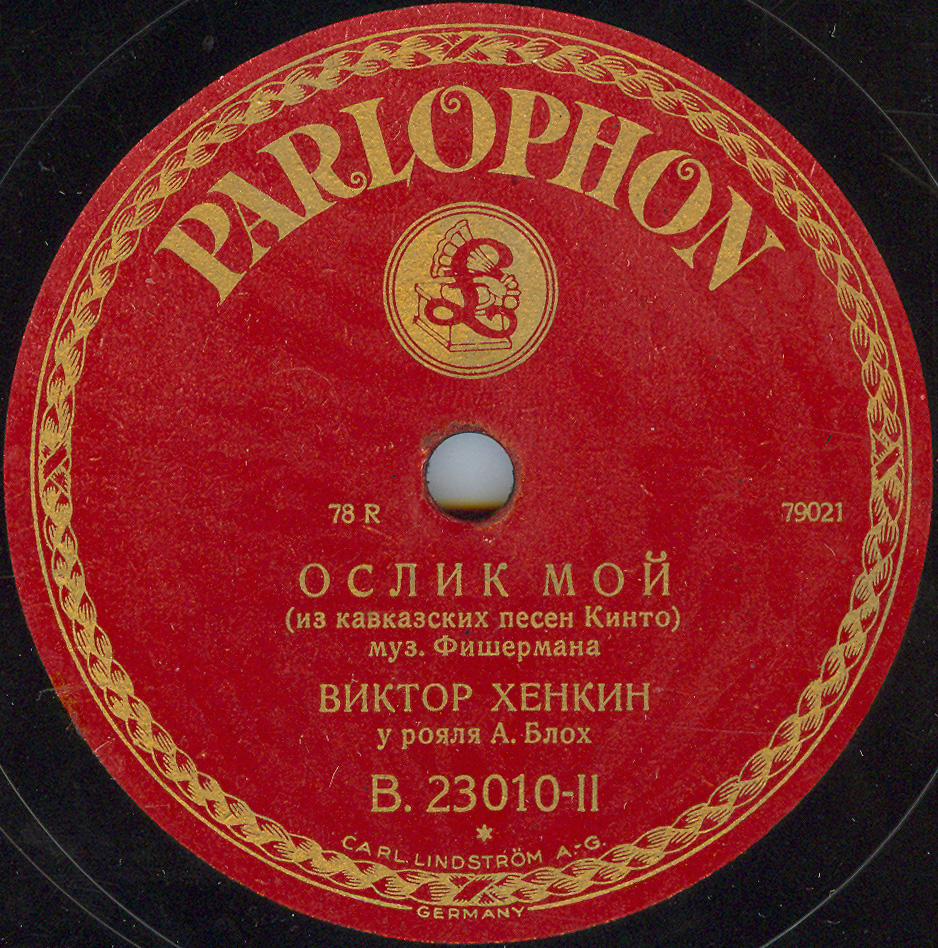 PARLOPHON
£
78 R 79021
ОСЛИК МОЙ
(из кавказских песен Кинто)
муз. Фишермана
ВИКТОР ХЕНКИН
у рояля А. Блох
B. 23010-II
CARL LINDSTRÖM A.-G.
GERMANY